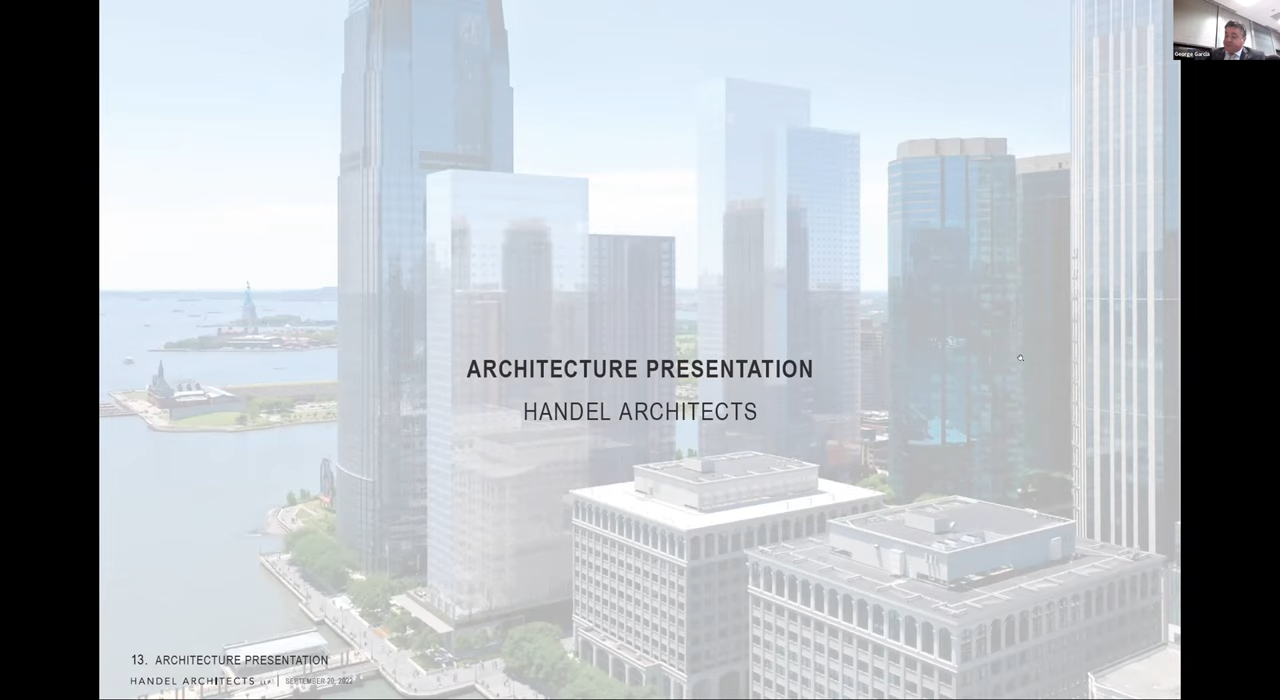 George Garcia
ARCHITECTURE PRESENTATION
HANDEL ARCHITECTS
13. ARCHITECTURE PRESENTATION
HANDEL ARCHITECTS LLP | SEPTEMBER 20, 2022